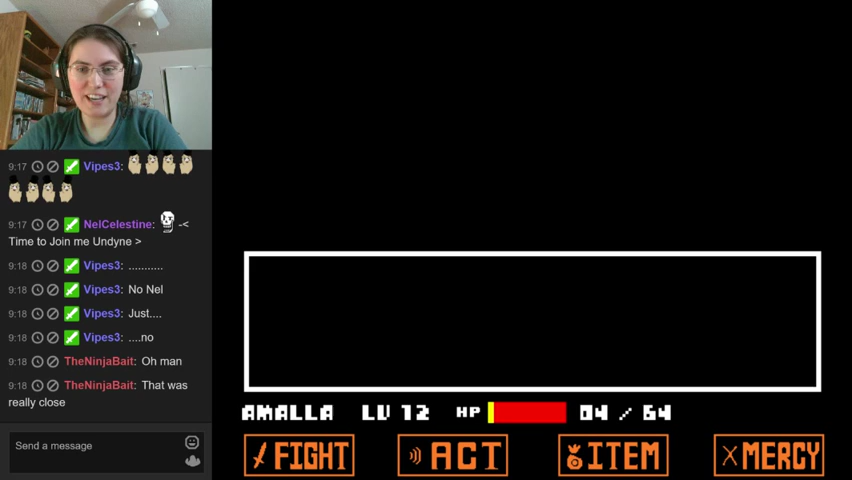 9:17 Vipes3:
9:17 NelCelestine: -<
Time to Join me Undyne >
9:18 Vipes3: ...........
9:18 Vipes3: No Nel
9:18 Vipes3: Just....
9:18 Vipes3: ....no
9:18 TheNinjaBait: Oh man
9:18 TheNinjaBait: That was
really close
Send a message
AMALLA LV 12 HP 04 / 64
FIGHT ACT ITEM MERCY